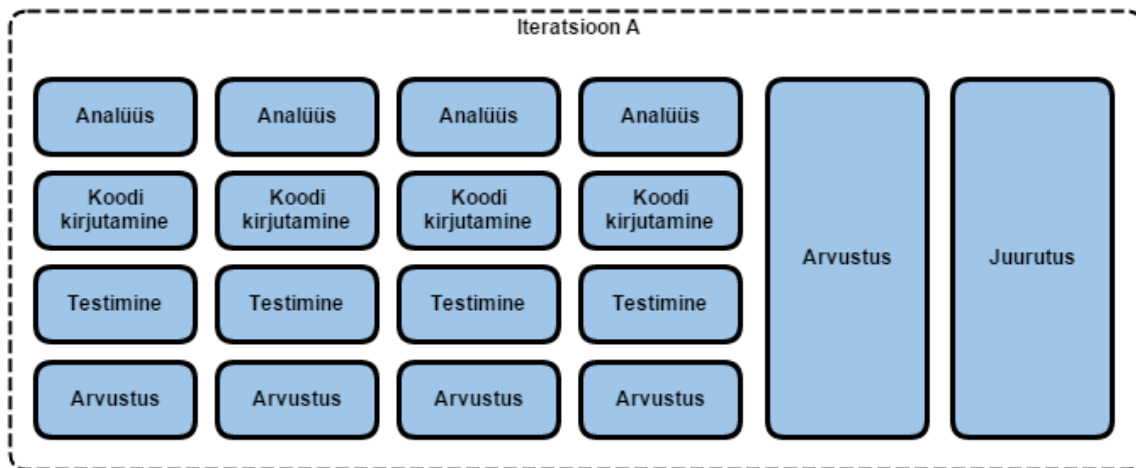 Iteratsioon A
Analüüs
Analüüs
Analüüs
Analüüs
Koodi
kirjutamine
Koodi
kirjutamine
Koodi
kirjutamine
Koodi
kirjutamine
Testimine
Testimine
Testimine
Testimine
Arvustus
Arvustus
Arvustus
Arvustus
Arvustus
Juurutus